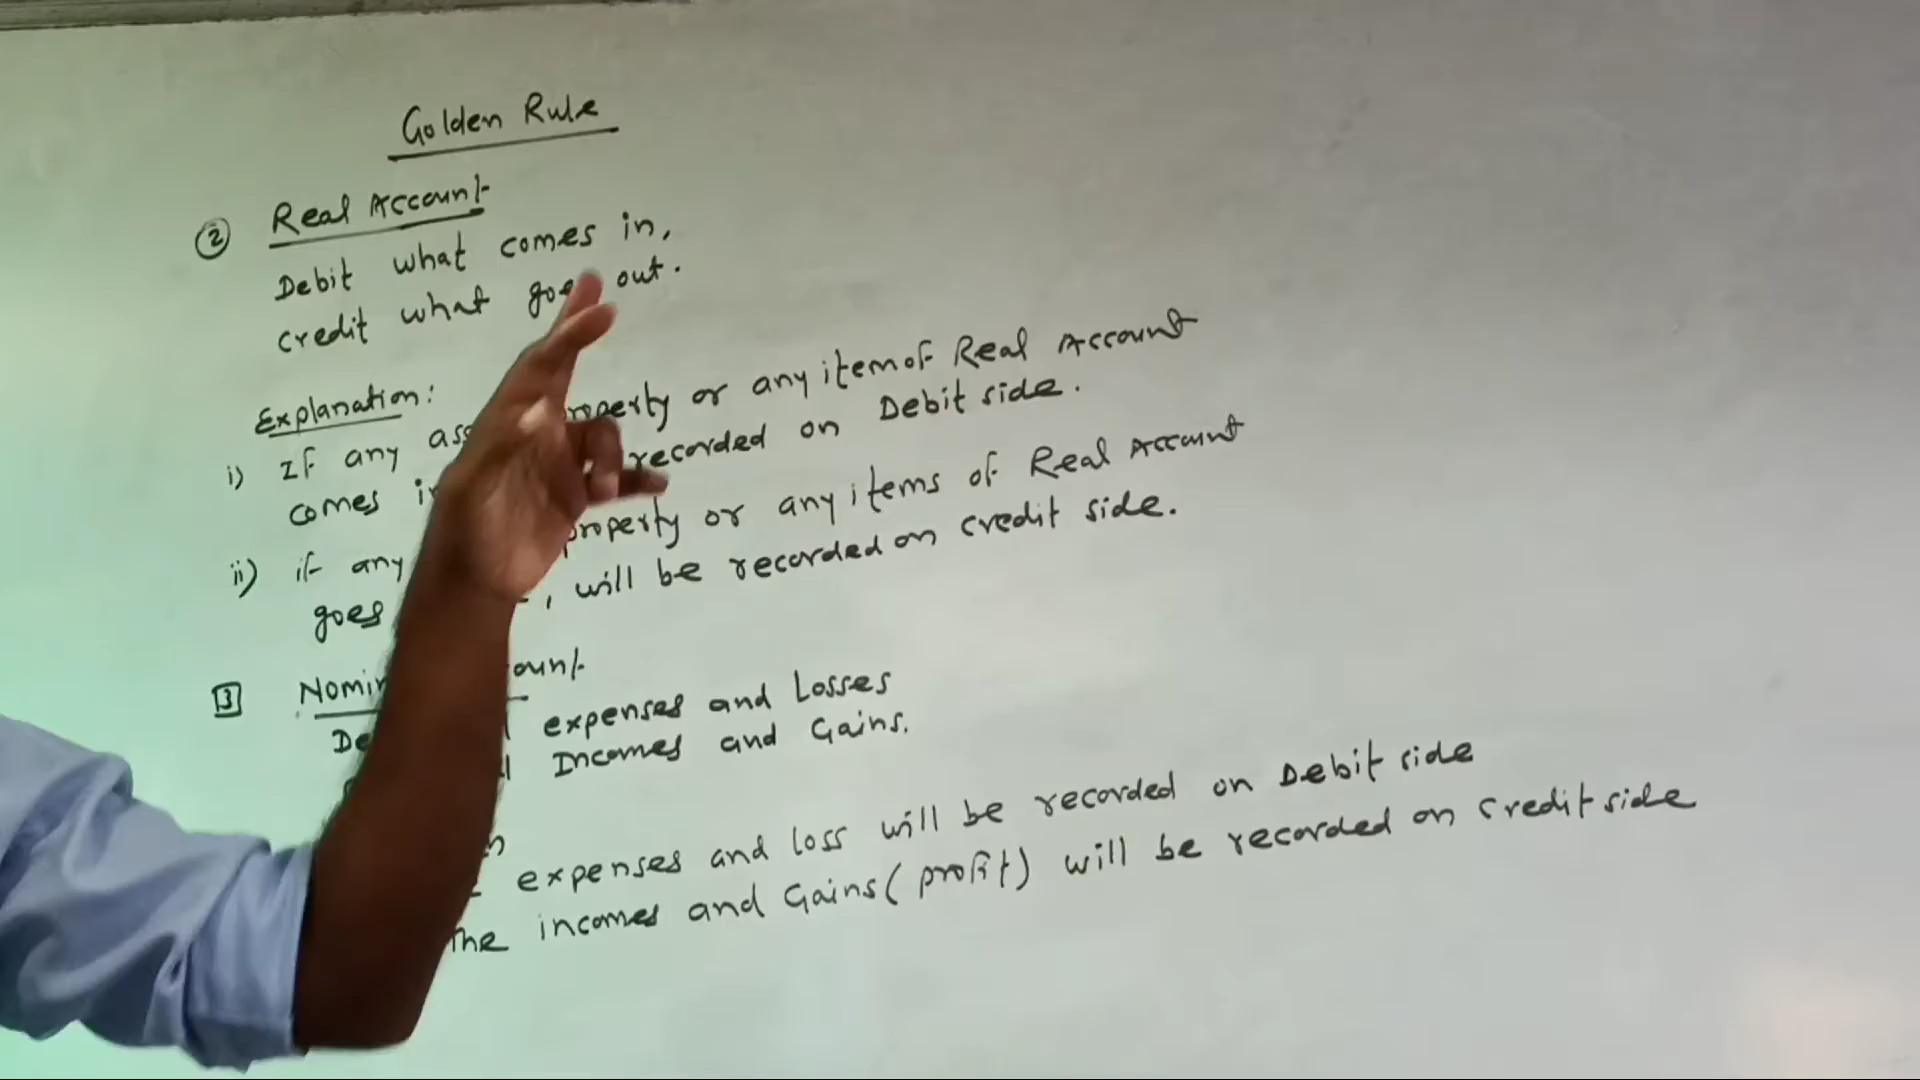 Golden Rule
② Real Account
Debit what comes in,
credit what goes out.
Explanation:
i) If any property or any item of Real Account
comes recorded on Debit side.
ii) if any property or any items of Real Account
goes , will be recorded on credit side.
3 expenses and Losses
Incomes and Gains.
expenses and loss will be recorded on Debit side
The incomes and Gains (profit) will be recorded on credit side